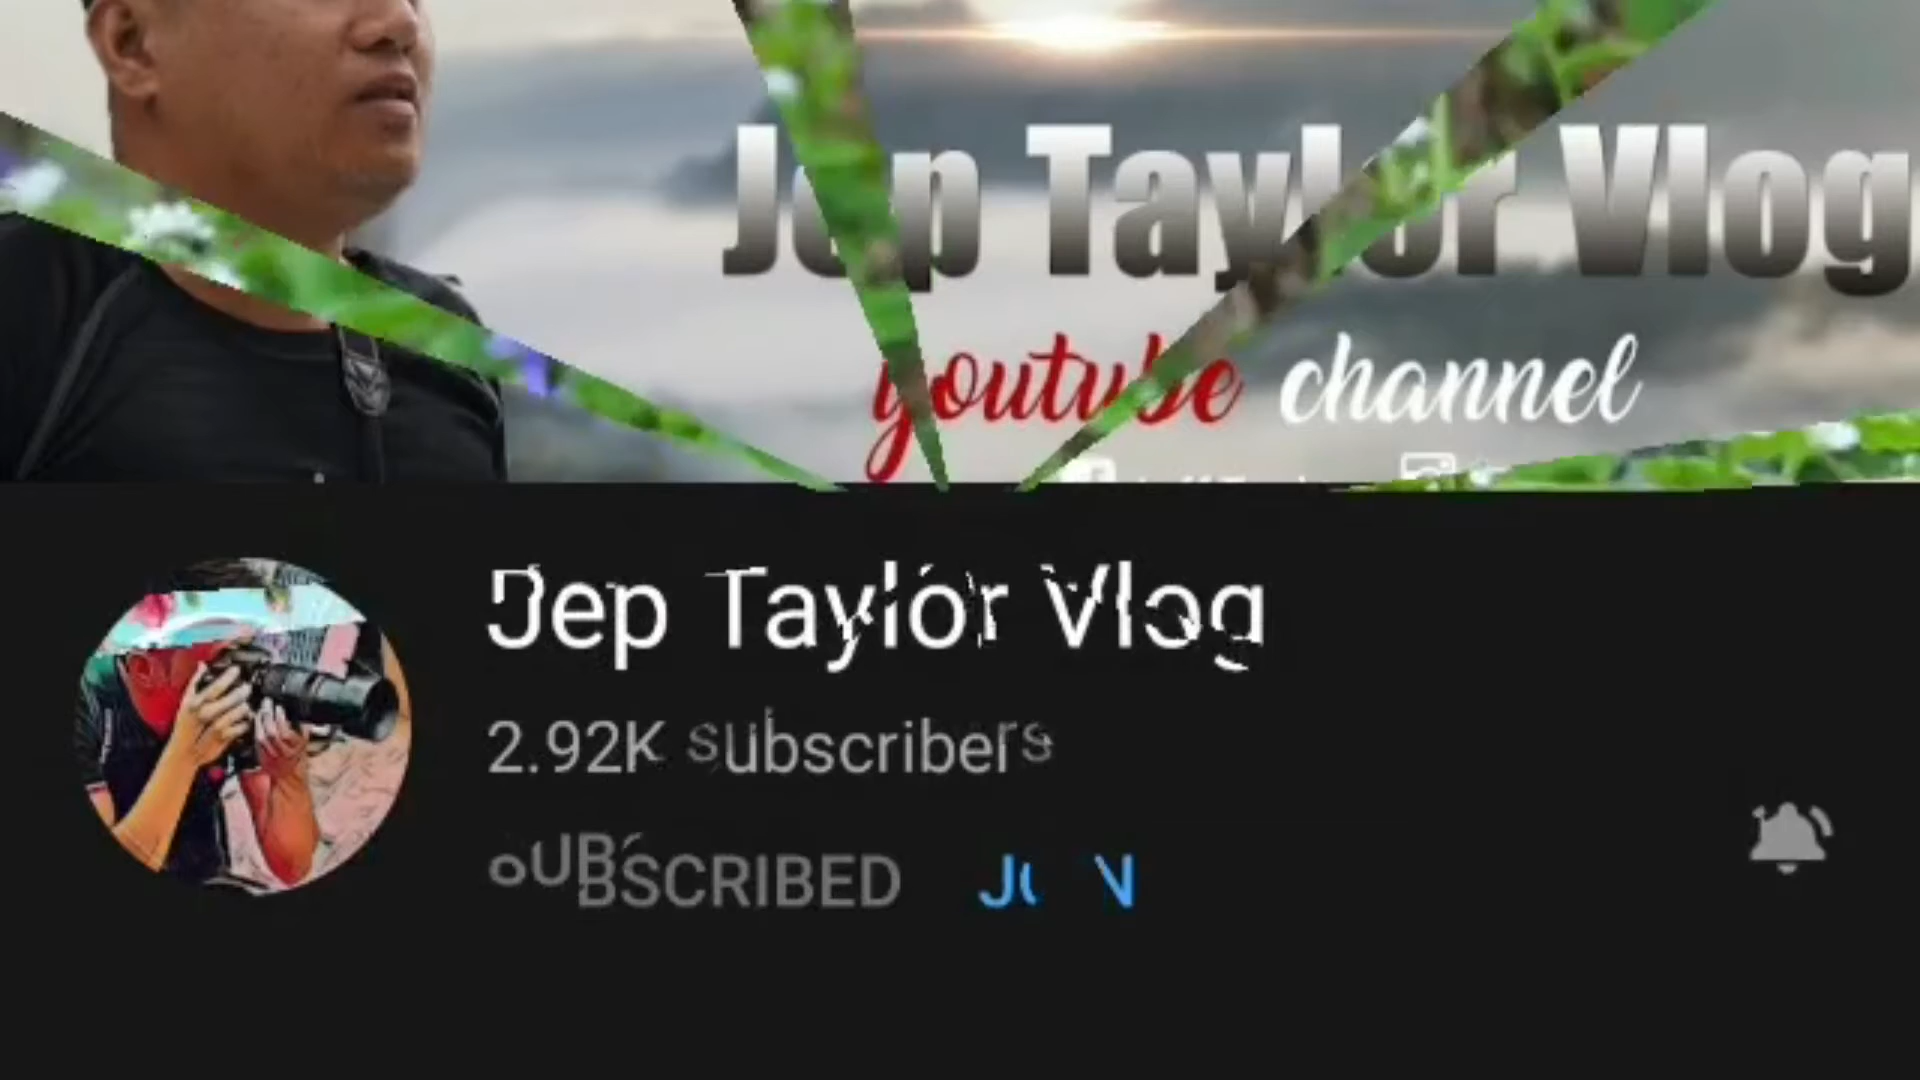 Jep Taylor Vlog
youtube channel
Jep Taylor Vlog
2.92K subscribers
SUBSCRIBED